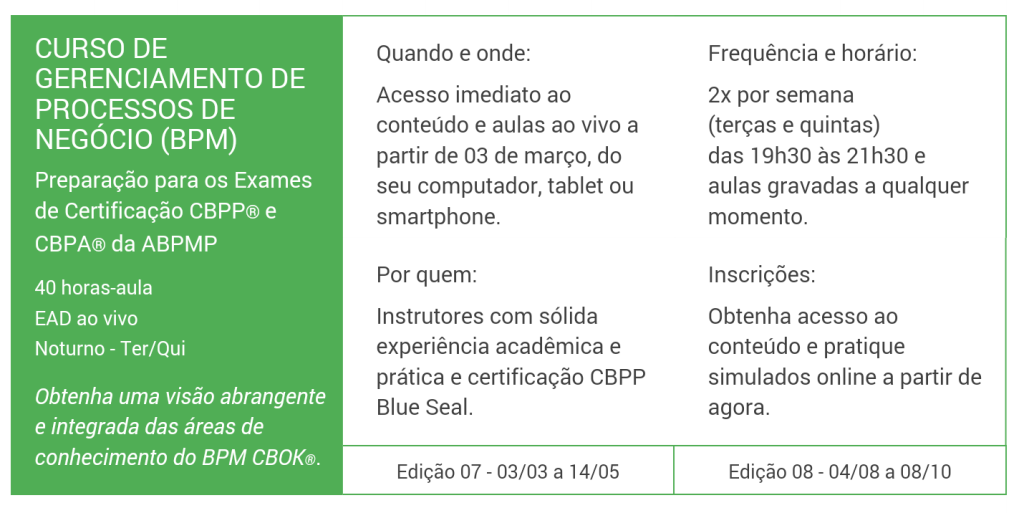 CURSO DE
GERENCIAMENTO DE
PROCESSOS DE
NEGÓCIO (BPM)
Preparação para os Exames
de Certificação CBPP® e
CBPA® da ABPMP
40 horas-aula
EAD ao vivo
Noturno - Ter/Qui
Obtenha uma visão abrangente
e integrada das áreas de
conhecimento do BPM CBOK®.
Quando e onde:
Acesso imediato ao
conteúdo e aulas ao vivo a
partir de 03 de março, do
seu computador, tablet ou
smartphone.
Frequência e horário:
2x por semana
(terças e quintas)
das 19h30 às 21h30 e
aulas gravadas a qualquer
momento.
Por quem:
Instrutores com sólida
experiência acadêmica e
prática e certificação CBPP
Blue Seal.
Inscrições:
Obtenha acesso ao
conteúdo e pratique
simulados online a partir de
agora.
Edição 07 - 03/03 a 14/05
Edição 08 - 04/08 a 08/10